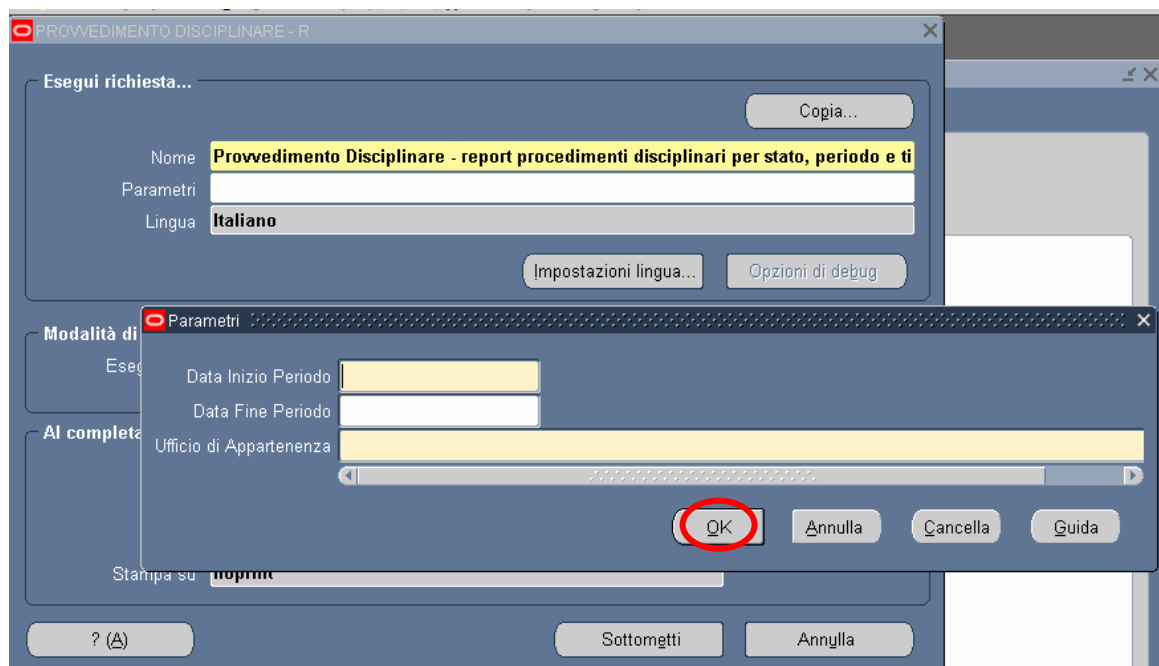 PROVVEDIMENTO DISCIPLINARE - R
Esegui richiesta...
Copia...
Nome Provvedimento Disciplinare - report procedimenti disciplinari per stato, periodo e ti
Parametri
Lingua Italiano
Impostazioni lingua... Opzioni di debug
Modalità di
Parametri
Data Inizio Periodo
Data Fine Periodo
Al completa
Ufficio di Appartenenza
OK Annulla Cancella Guida
Stampa su noprint
? (A) Sottometti Annulla